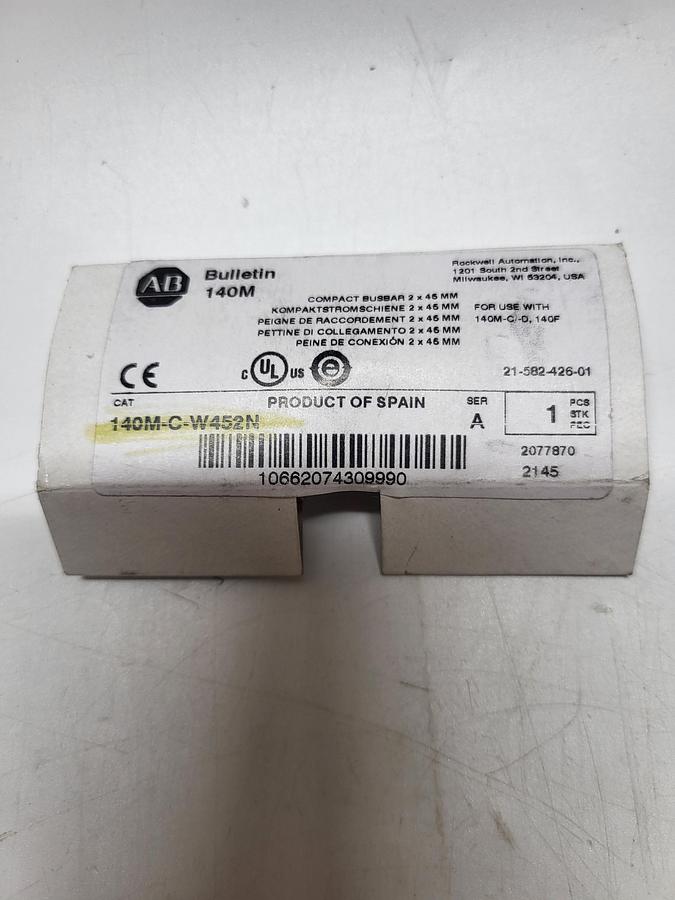 AB
Bulletin
140M
Rockwell Automation, Inc.,
1201 South 2nd Street
Milwaukee, WI 53204, USA
COMPACT BUSBAR 2 x 45 MM
KOMPAKTSTROMSCHIENE 2 x 45 MM
PEIGNE DE RACCORDEMENT 2 x 45 MM
PETTINE DI COLLEGAMENTO 2 x 45 MM
PEINE DE CONEXIÓN 2 x 45 MM
FOR USE WITH
140M-C/-D, 140F
CE
c UL US e
21-582-426-01
CAT
PRODUCT OF SPAIN
SER
A
1
PCS
STK
PEC
140M-C-W452N
10662074309990
2077870
2145